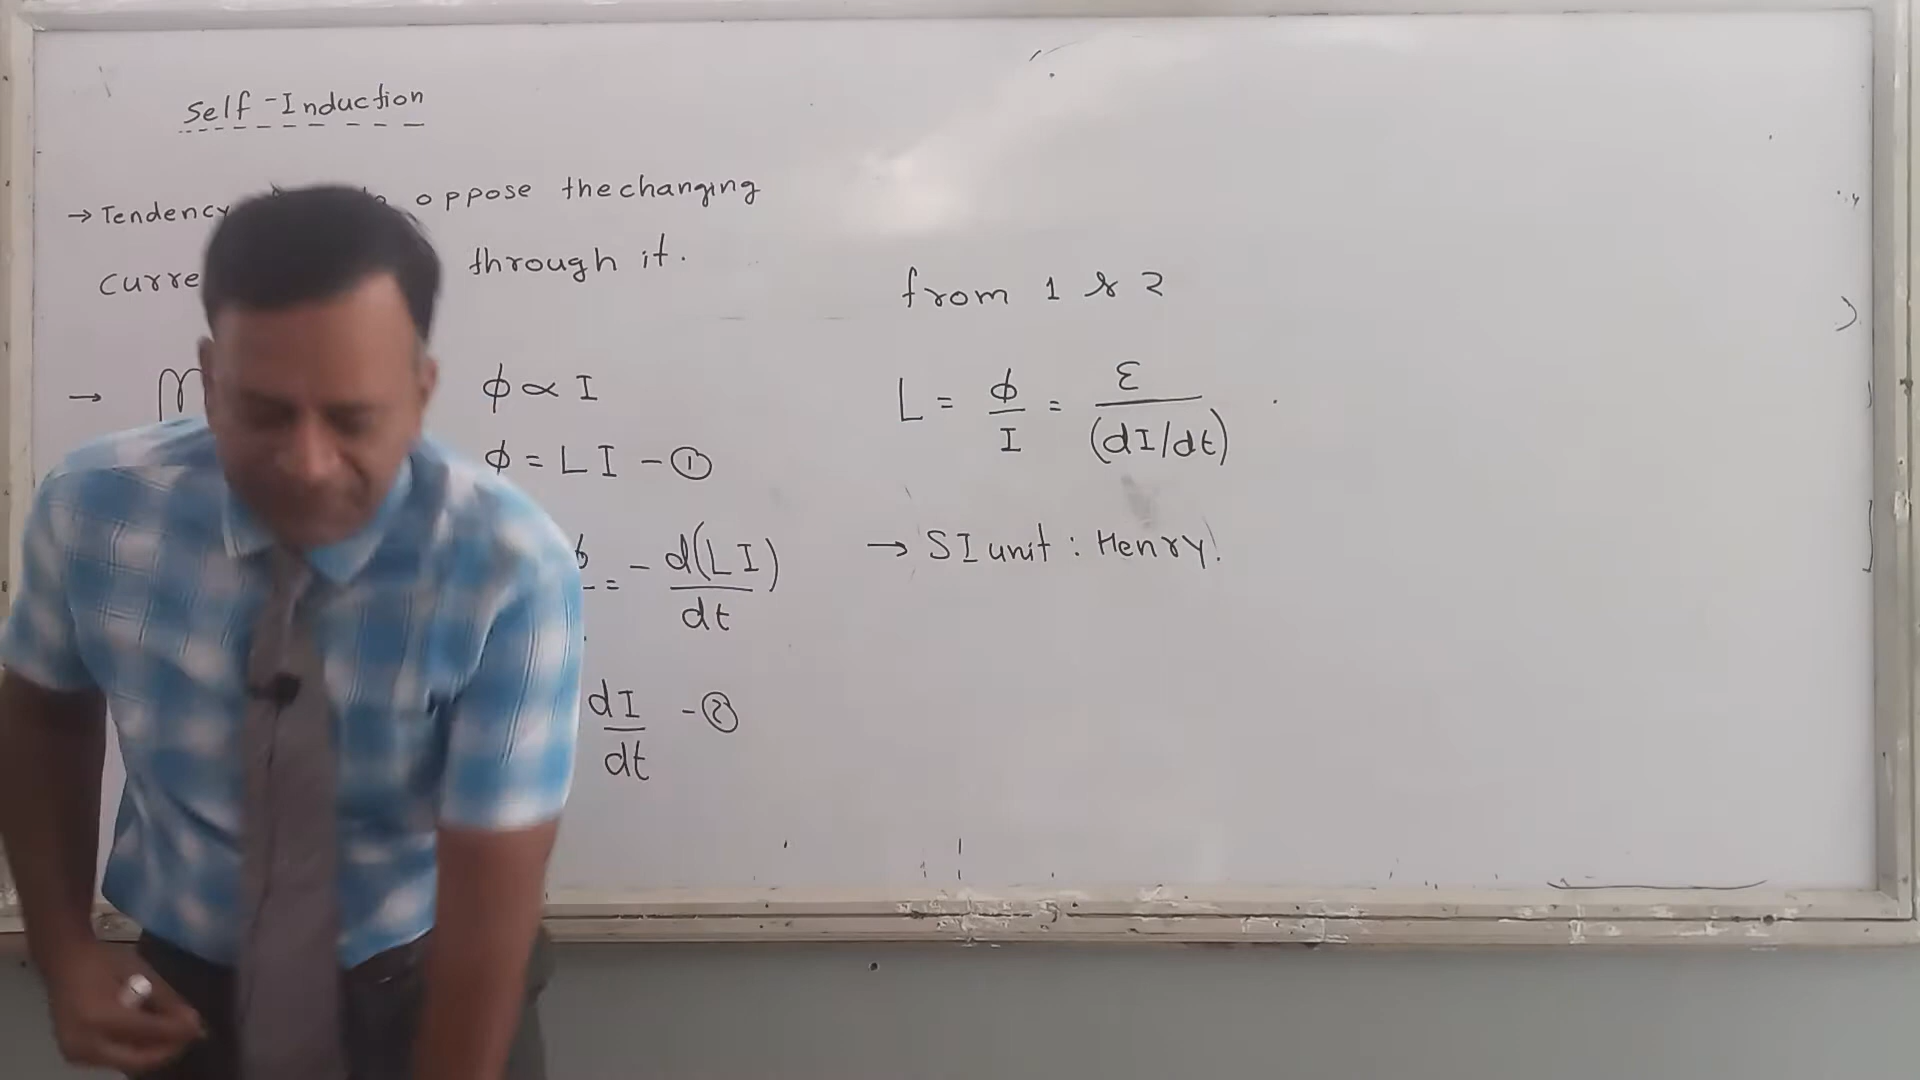 Self-Induction
→ Tendency oppose the changing
through it.
→ φ ∝ I
φ = LI - ①
= - d(LI)/dt
dI/dt - ②
from 1 & 2
L = φ/I = ε/(dI/dt)
→ SI unit : Henry.